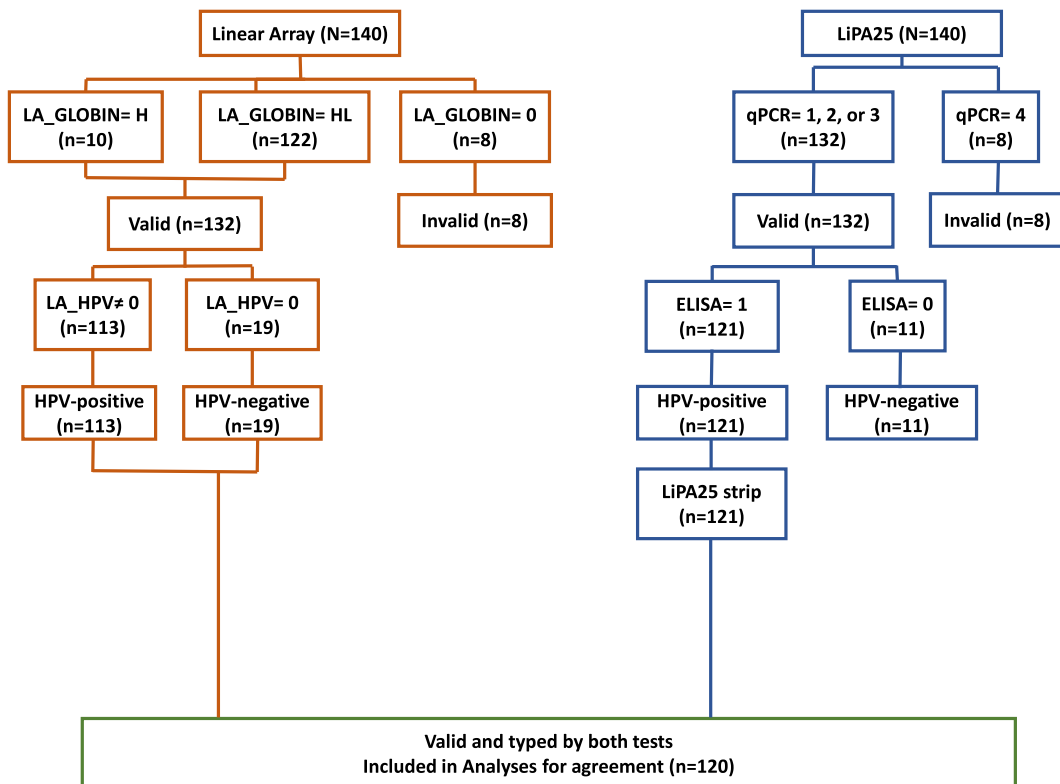 Linear Array (N=140)
LA_GLOBIN= H
(n=10)
LA_GLOBIN= HL
(n=122)
LA_GLOBIN= 0
(n=8)
Valid (n=132)
Invalid (n=8)
LA_HPV≠ 0
(n=113)
LA_HPV= 0
(n=19)
HPV-positive
(n=113)
HPV-negative
(n=19)
LiPA25 (N=140)
qPCR= 1, 2, or 3
(n=132)
qPCR= 4
(n=8)
Valid (n=132)
Invalid (n=8)
ELISA= 1
(n=121)
ELISA= 0
(n=11)
HPV-positive
(n=121)
HPV-negative
(n=11)
LiPA25 strip
(n=121)
Valid and typed by both tests
Included in Analyses for agreement (n=120)